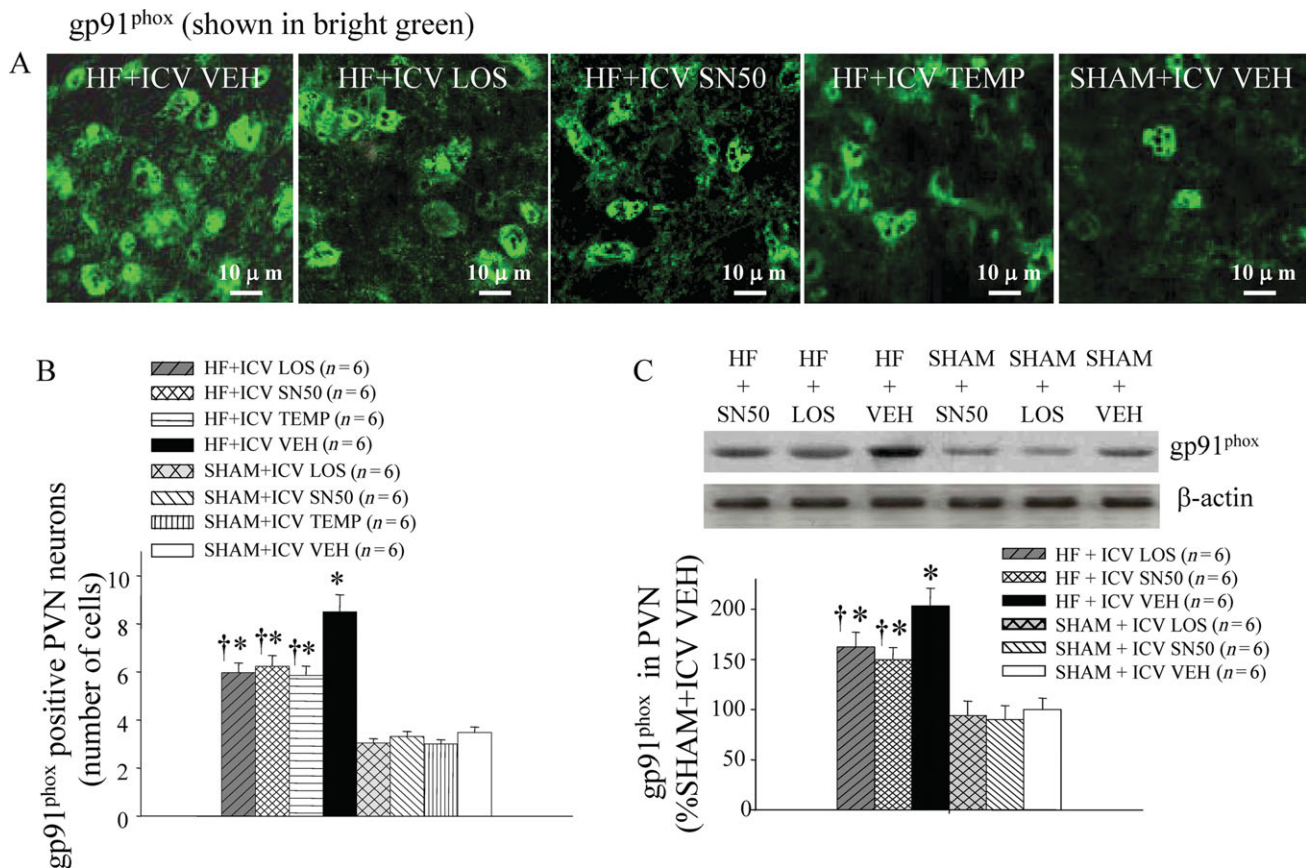 gp91phox (shown in bright green)
A
HF+ICV VEH
HF+ICV LOS
HF+ICV SN50
HF+ICV TEMP
SHAM+ICV VEH
10 μ m
10 μ m
10 μ m
10 μ m
10 μ m
B
HF+ICV LOS (n=6)
HF+ICV SN50 (n=6)
HF+ICV TEMP (n=6)
HF+ICV VEH (n=6)
SHAM+ICV LOS (n=6)
SHAM+ICV SN50 (n=6)
SHAM+ICV TEMP (n=6)
SHAM+ICV VEH (n=6)
gp91phox positive PVN neurons
(number of cells)
10
8
6
4
2
0
†* †* †* *
C
HF HF HF SHAM SHAM SHAM
+ + + + + +
SN50 LOS VEH SN50 LOS VEH
gp91phox
β-actin
HF + ICV LOS (n=6)
HF + ICV SN50 (n=6)
HF + ICV VEH (n=6)
SHAM + ICV LOS (n=6)
SHAM + ICV SN50 (n=6)
SHAM + ICV VEH (n=6)
gp91phox in PVN
(%SHAM+ICV VEH)
200
150
100
50
0
†* †* *